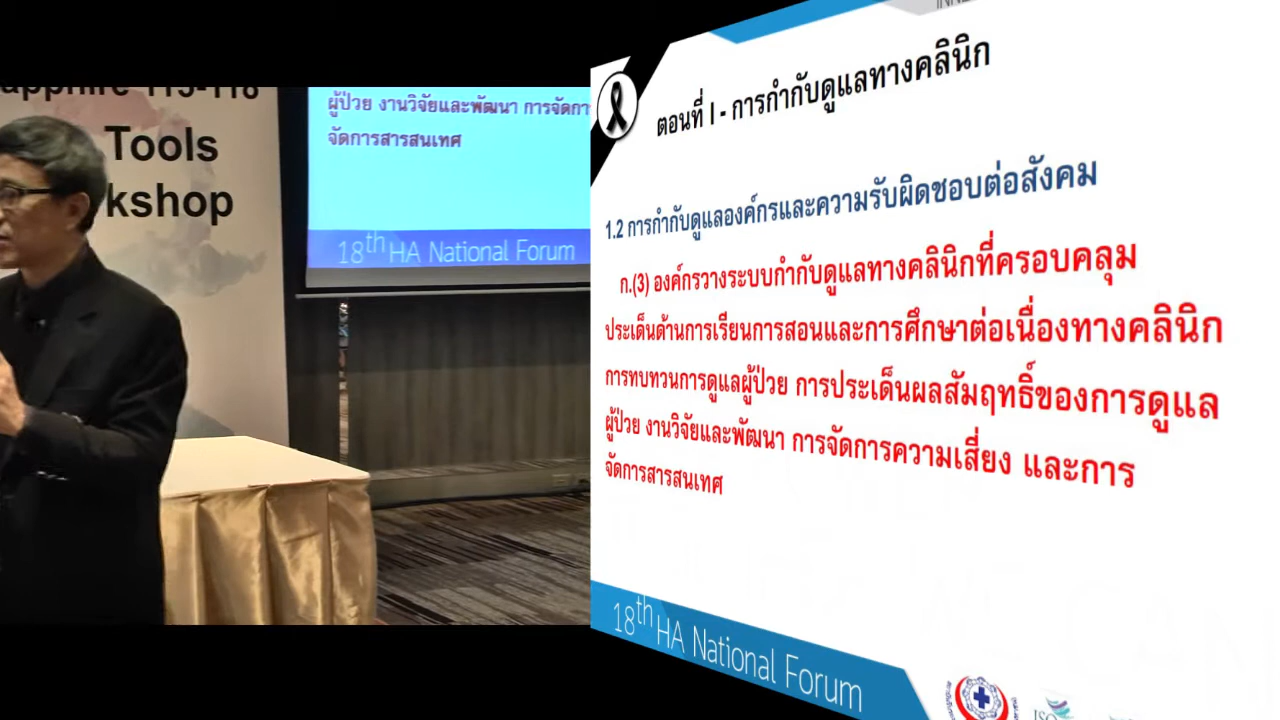 Tools
kshop
ผู้ป่วย งานวิจัยและพัฒนา การจัดกา
จัดการสารสนเทศ
18th HA National Forum
ตอนที่ I - การกำกับดูแลทางคลินิก
1.2 การกำกับดูแลองค์กรและความรับผิดชอบต่อสังคม
ก.(3) องค์กรวางระบบกำกับดูแลทางคลินิกที่ครอบคลุม
ประเด็นด้านการเรียนการสอนและการศึกษาต่อเนื่องทางคลินิก
การทบทวนการดูแลผู้ป่วย การประเด็นผลสัมฤทธิ์ของการดูแล
ผู้ป่วย งานวิจัยและพัฒนา การจัดการความเสี่ยง และการ
จัดการสารสนเทศ
18th HA National Forum